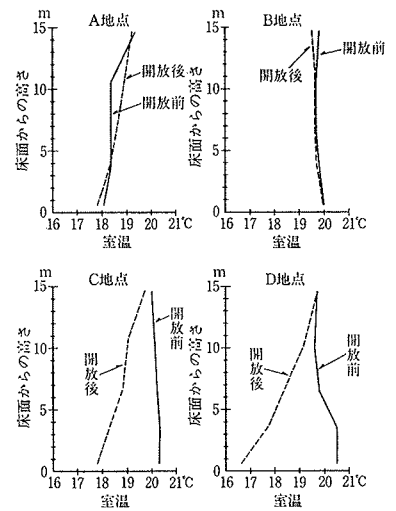 A地点
m
15
10
5
0
床面からの高さ
開放後
開放前
16 17 18 19 20 21℃
室温
B地点
m
15
10
5
0
床面からの高さ
開放前
開放後
16 17 18 19 20 21℃
室温
C地点
m
15
10
5
0
床面からの高さ
開放前
開放後
16 17 18 19 20 21℃
室温
D地点
m
15
10
5
0
床面からの高さ
開放後
開放前
16 17 18 19 20 21℃
室温